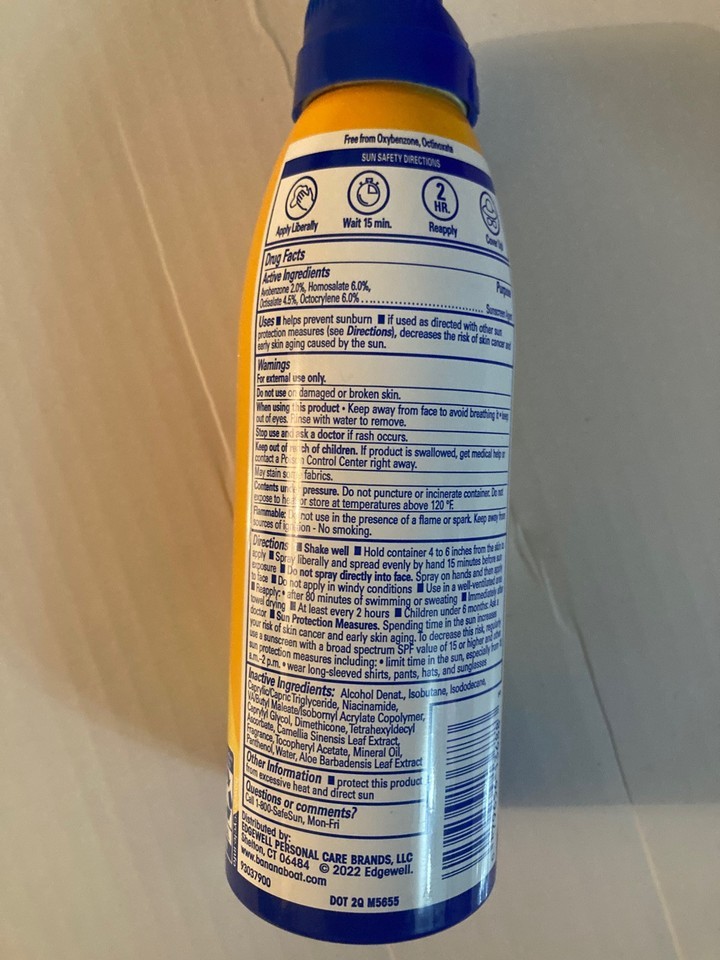 Free from Oxybenzone, Octinoxate
SUN SAFETY DIRECTIONS
Apply Liberally
Wait 15 min.
2 HR.
Reapply
Cover
Drug Facts
Active Ingredients
Avobenzone 2.0%, Homosalate 6.0%,
Octisalate 4.5%, Octocrylene 6.0%
Sunscreen
Uses ■ helps prevent sunburn ■ if used as directed with other sun
protection measures (see Directions), decreases the risk of skin cancer and
early skin aging caused by the sun.
Warnings
For external use only.
Do not use on damaged or broken skin.
When using this product • Keep away from face to avoid breathing it • keep
out of eyes. Rinse with water to remove.
Stop use and ask a doctor if rash occurs.
Keep out of reach of children. If product is swallowed, get medical help or
contact a Poison Control Center right away.
May stain some fabrics.
Contents under pressure. Do not puncture or incinerate container. Do not
expose to heat or store at temperatures above 120 °F.
Flammable: Do not use in the presence of a flame or spark. Keep away from
sources of ignition - No smoking.
Directions ■ Shake well ■ Hold container 4 to 6 inches from the skin to
apply ■ Spray liberally and spread evenly by hand 15 minutes before sun
exposure ■ Do not spray directly into face. Spray on hands and then apply
to face ■ Do not apply in windy conditions ■ Use in a well-ventilated area
■ Reapply: • after 80 minutes of swimming or sweating ■ Immediately after
towel drying ■ At least every 2 hours ■ Children under 6 months: Ask a
doctor ■ Sun Protection Measures. Spending time in the sun increases
your risk of skin cancer and early skin aging. To decrease this risk, regularly
use a sunscreen with a broad spectrum SPF value of 15 or higher and other
sun protection measures including: • limit time in the sun, especially from
a.m.-2 p.m. • wear long-sleeved shirts, pants, hats, and sunglasses
Inactive Ingredients: Alcohol Denat., Isobutane, Isododecane,
Caprylic/Capric Triglyceride, Niacinamide,
VA/Butyl Maleate/Isobornyl Acrylate Copolymer,
Caprylyl Glycol, Dimethicone, Tetrahexyldecyl
Ascorbate, Camellia Sinensis Leaf Extract,
Fragrance, Tocopheryl Acetate, Mineral Oil,
Panthenol, Water, Aloe Barbadensis Leaf Extract
Other Information ■ protect this product
from excessive heat and direct sun
Questions or comments?
Call 1-800-SafeSun, Mon-Fri
Distributed by:
EDGEWELL PERSONAL CARE BRANDS, LLC
Shelton, CT 06484 © 2022 Edgewell.
www.bananaboat.com
93037900
DOT 2Q M5655